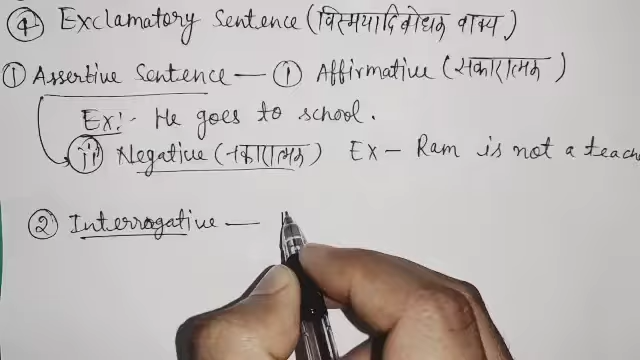 ④ Exclamatory Sentence (विस्मयादिबोधक वाक्य)
① Assertive Sentence — ① Affirmative (सकारात्मक)
Ex:- He goes to school.
(ii) Negative (नकारात्मक) Ex — Ram is not a teach
② Interrogative —